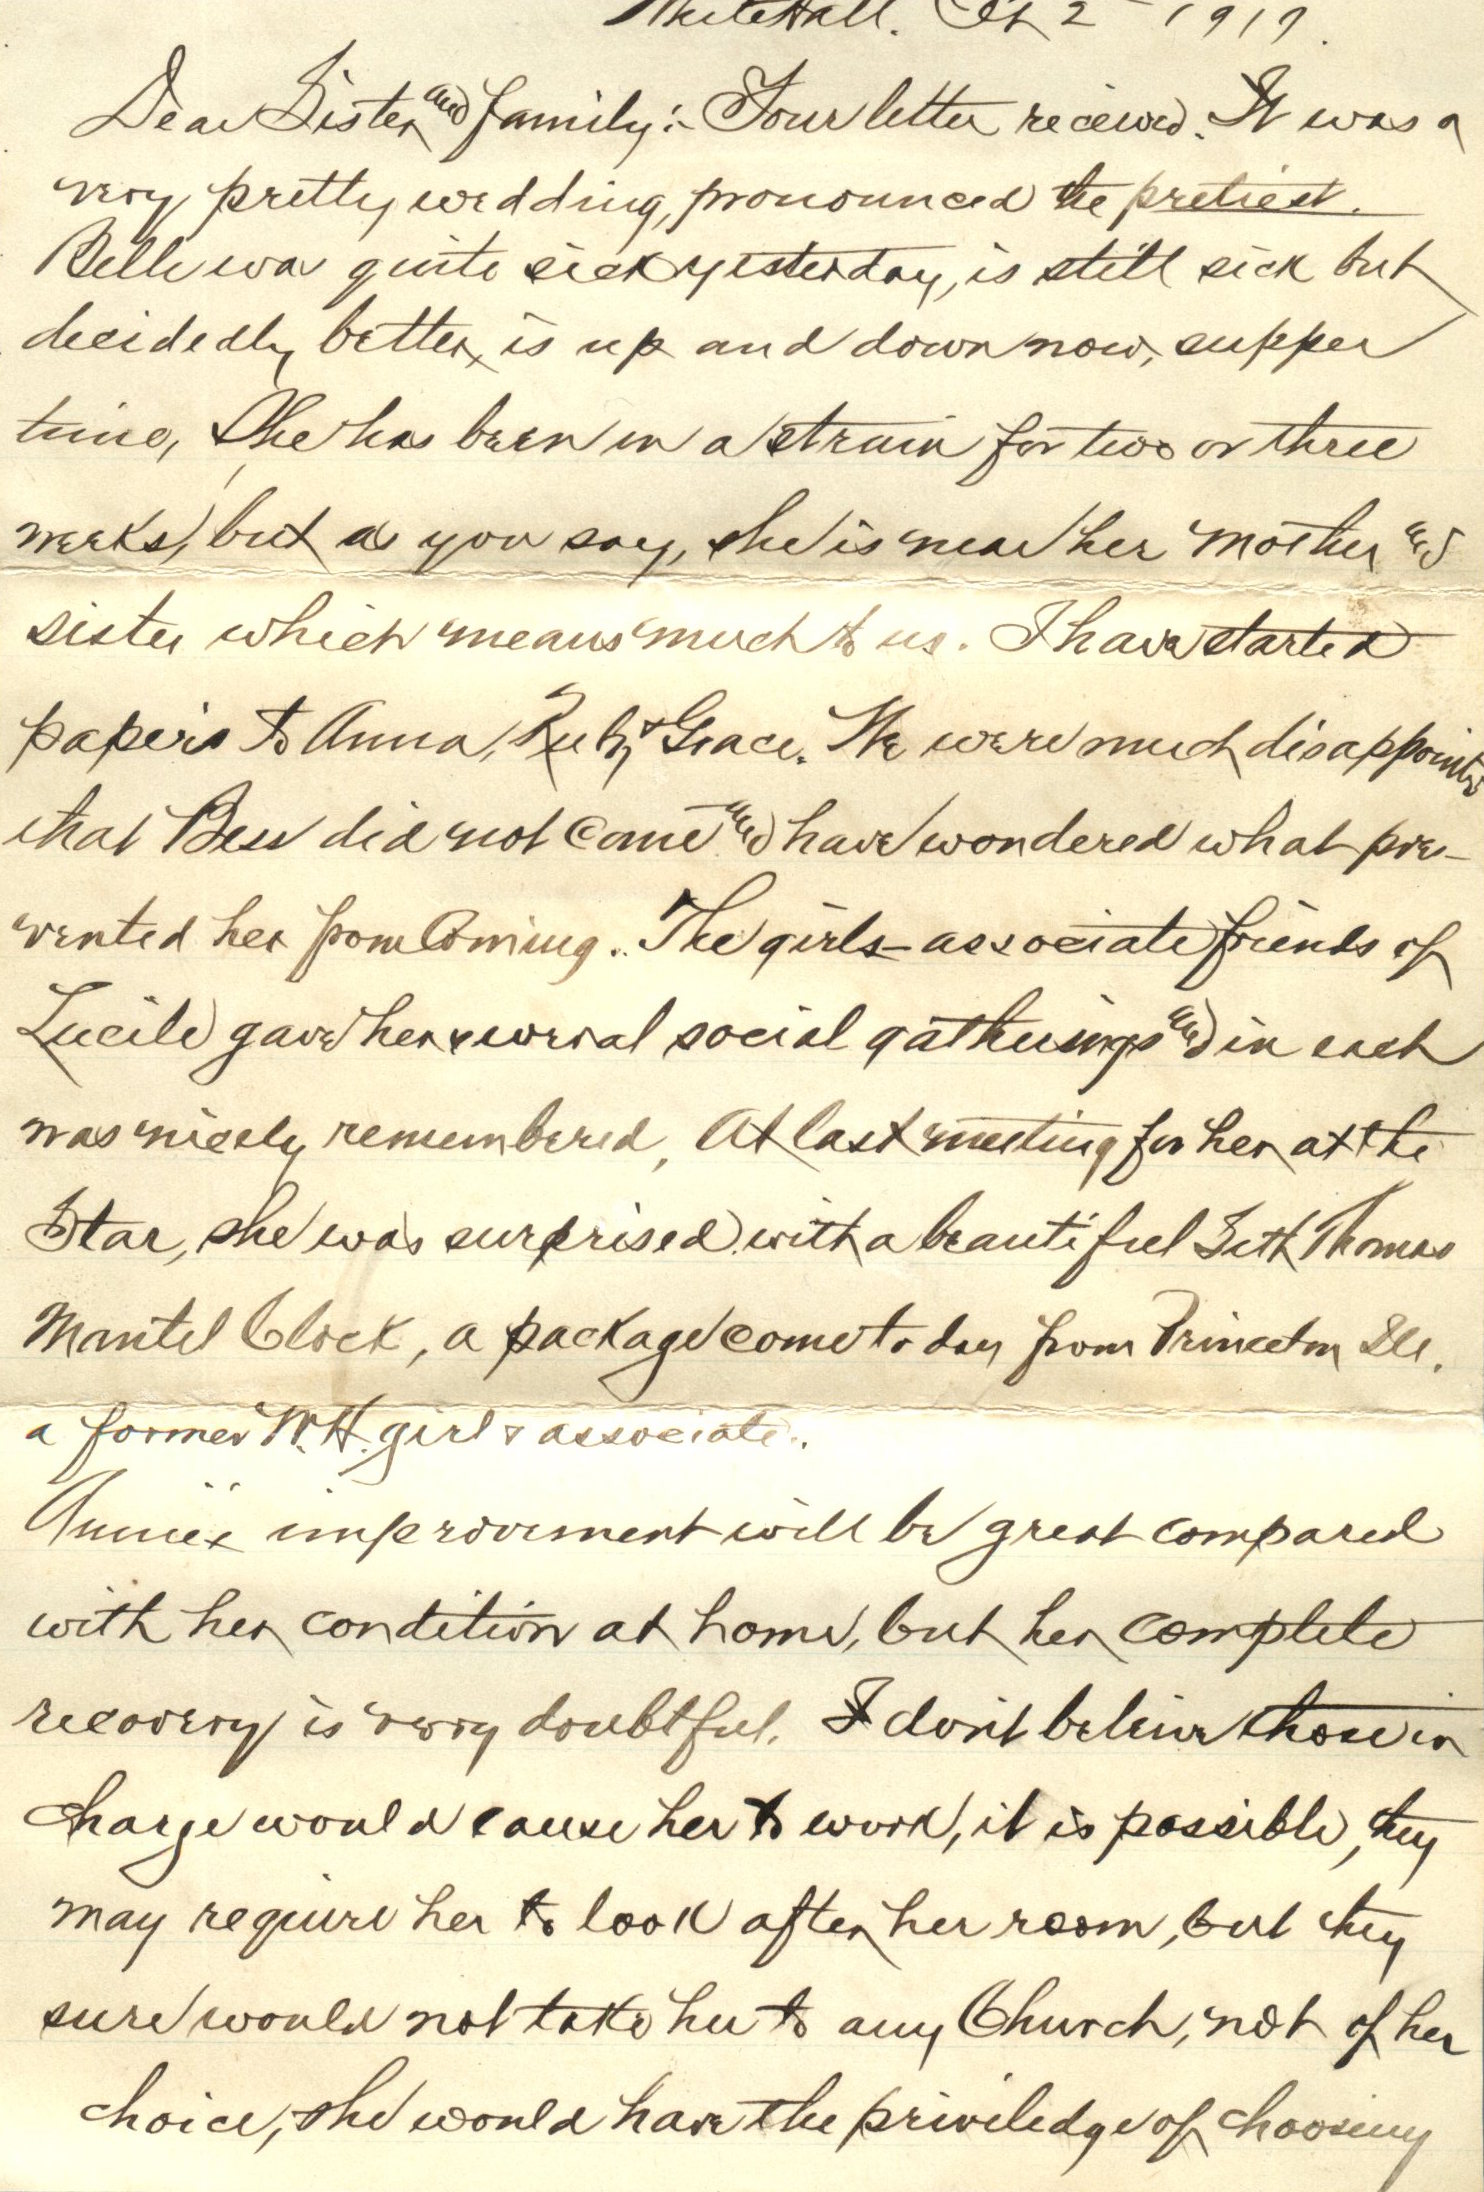 WhiteHall. Oct 2 1919.
Dear Sister and family:- Your letter recieved. It was a
very pretty wedding, pronounced the pretiest.
Belle was quite sick yesterday, is still sick but
decidedly better, is up and down now, supper
time, She has been in a strain for two or three
weeks, but as you say, she is near her mother and
sister which means much to us. I have started
papers to Anna, Ruby & Grace. We were much disappointed
that Bess did not come and have wondered what pre-
vented her from Coming. The girls- associate friends of
Lucile gave her several social gatherings and in each
was nicely remembered, At last meeting for her at the
Star, she was surprised with a beautiful Seth Thomas
Mantel Clock, a package come to day from Princeton Ill.
a former W.H. girl & associate.
Annies improvement will be great compared
with her condition at home, but her complete
recovery is very doubtful. I don't beleive those in
charge would cause her to work, it is possible, they
may require her to look after her room, but they
sure would not take her to any Church, not of her
choice, she would have the priviledge of choosing